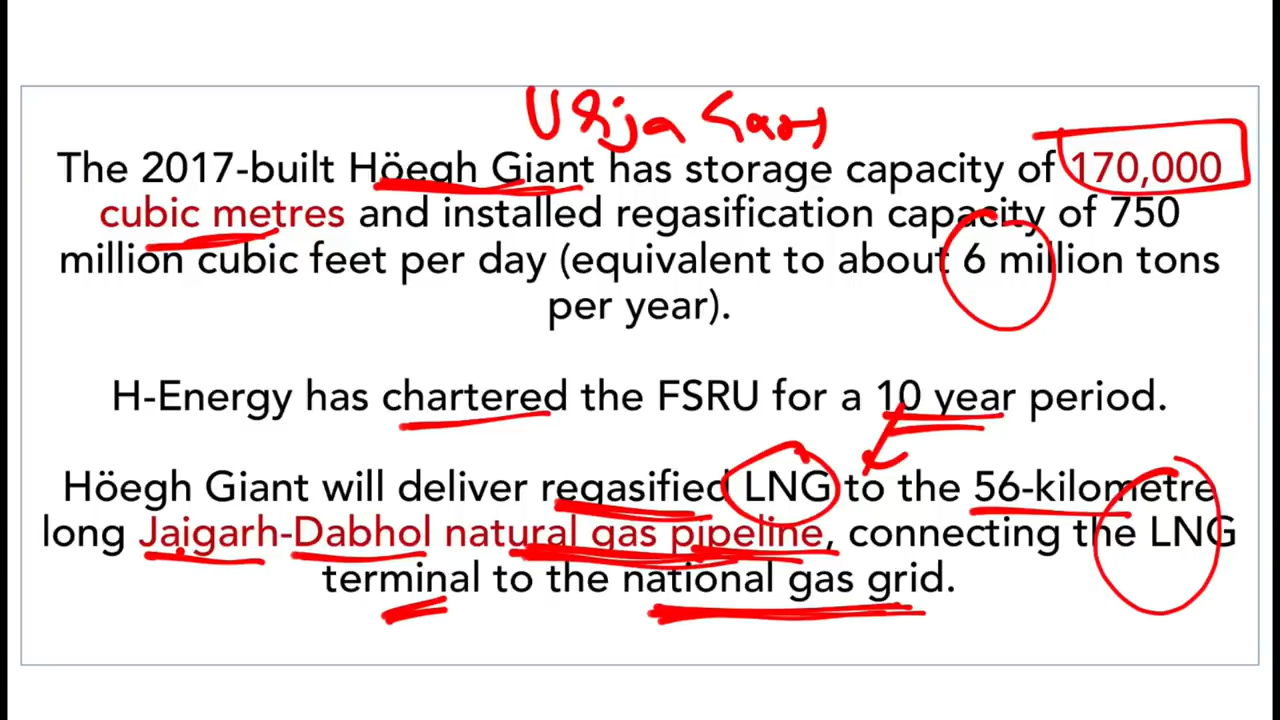 Urja
The 2017-built Höegh Giant has storage capacity of 170,000
cubic metres and installed regasification capacity of 750
million cubic feet per day (equivalent to about 6 million tons
per year).
H-Energy has chartered the FSRU for a 10 year period.
Höegh Giant will deliver regasified LNG to the 56-kilometre
long Jaigarh-Dabhol natural gas pipeline, connecting the LNG
terminal to the national gas grid.